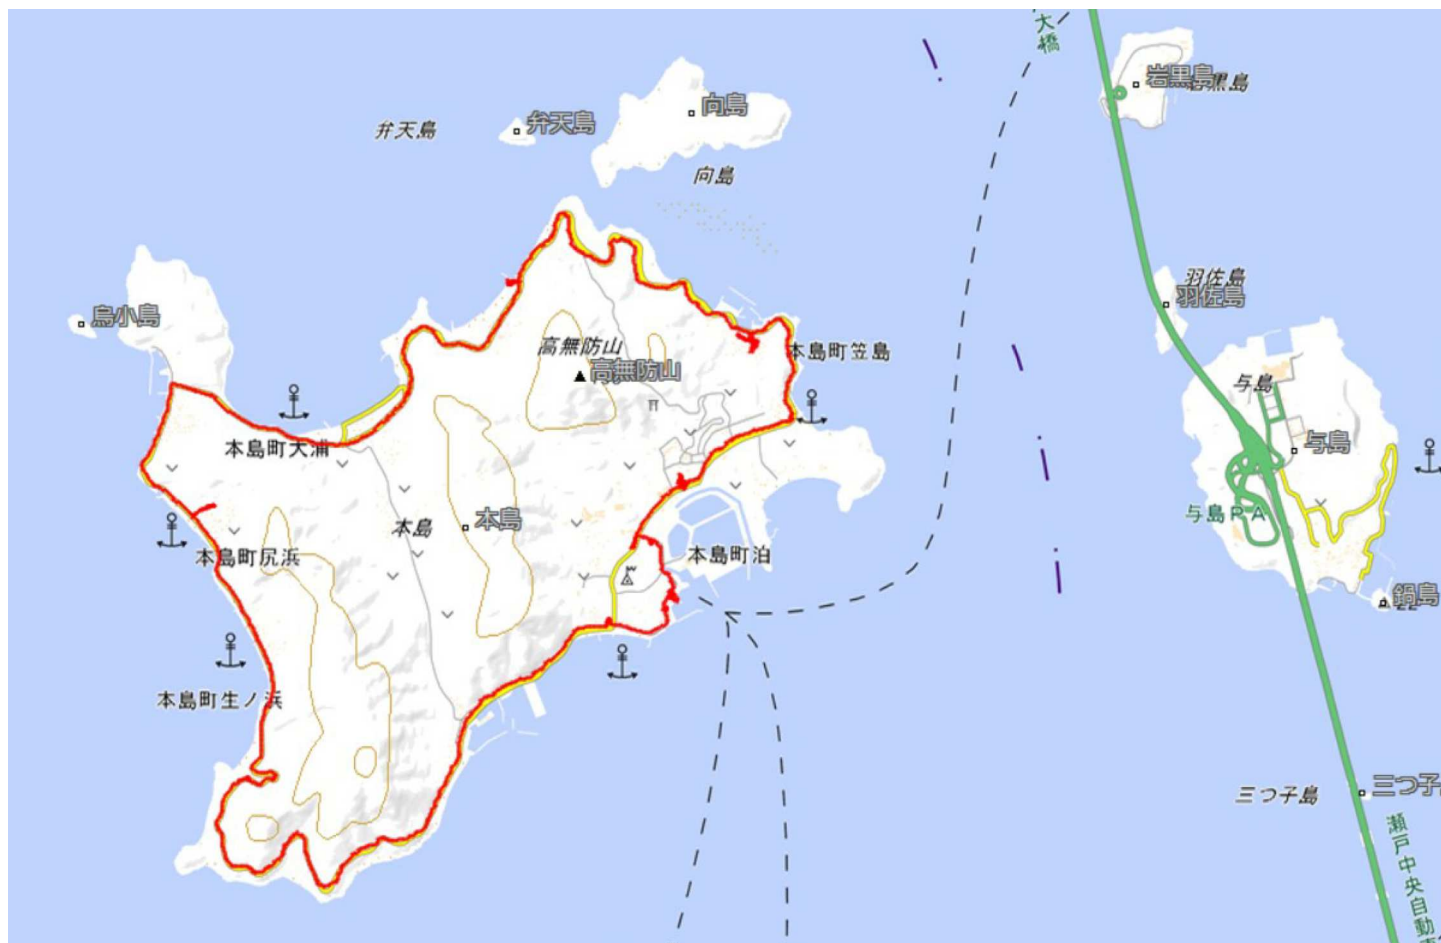 大橋
岩黒島
岩黒島
向島
弁天島
弁天島
向島
羽佐島
羽佐島
烏小島
高無防山
高無防山
本島町笠島
与島
与島
本島町大浦
本島
本島
与島PA
本島町尻浜
本島町泊
鍋島
本島町生ノ浜
三つ子島
三つ子
瀬戸中央自動